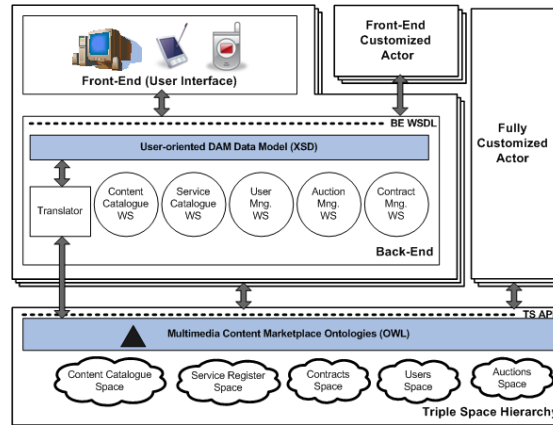 Front-End (User Interface)
Front-End
Customized
Actor
Fully
Customized
Actor
BE WSDL
User-oriented DAM Data Model (XSD)
Translator
Content
Catalogue
WS
Service
Catalogue
WS
User
Mng.
WS
Auction
Mng.
WS
Contract
Mng.
WS
Back-End
TS API
Multimedia Content Marketplace Ontologies (OWL)
Content Catalogue
Space
Service Register
Space
Contracts
Space
Users
Space
Auctions
Space
Triple Space Hierarchy